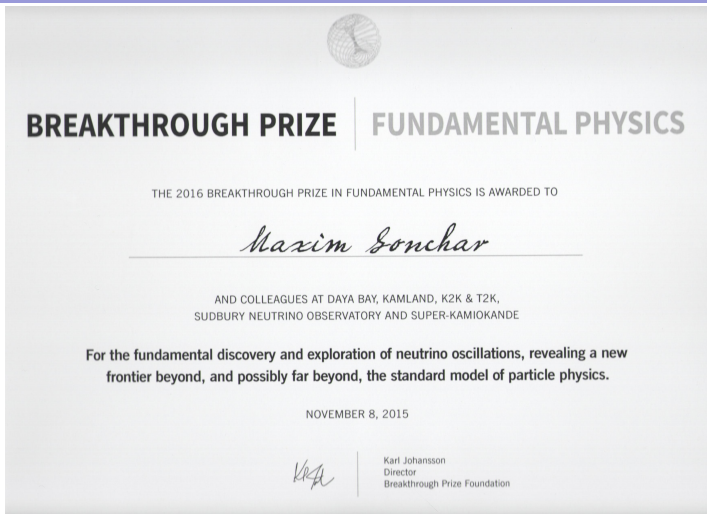 BREAKTHROUGH PRIZE | FUNDAMENTAL PHYSICS
THE 2016 BREAKTHROUGH PRIZE IN FUNDAMENTAL PHYSICS IS AWARDED TO
Maxim Gonchar
AND COLLEAGUES AT DAYA BAY, KAMLAND, K2K & T2K,
SUDBURY NEUTRINO OBSERVATORY AND SUPER-KAMIOKANDE
For the fundamental discovery and exploration of neutrino oscillations, revealing a new
frontier beyond, and possibly far beyond, the standard model of particle physics.
NOVEMBER 8, 2015
Karl Johansson
Director
Breakthrough Prize Foundation